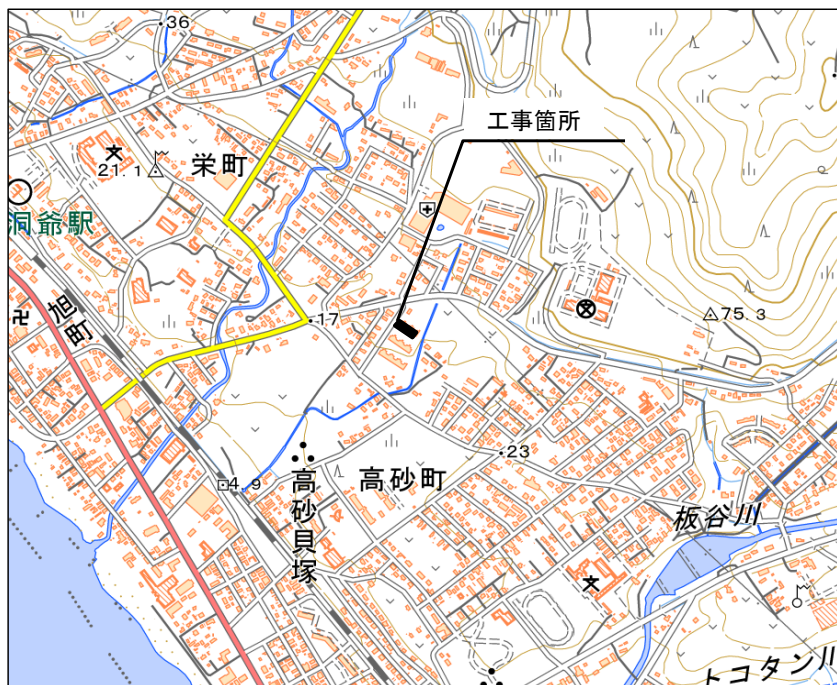 36
工事箇所
21.1
栄町
洞爺駅
旭町
17
75.3
23
4.9
高砂町
高砂貝塚
板谷川
トコタン川